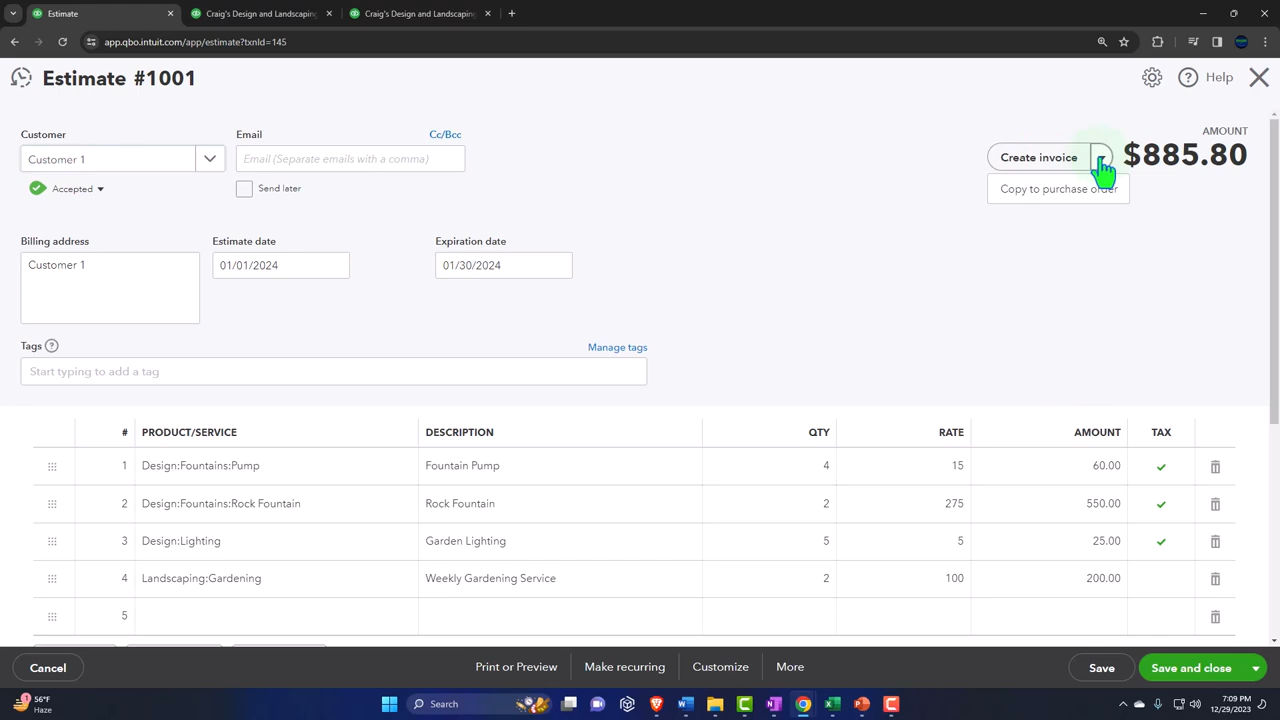 Estimate
Craig's Design and Landscaping
Craig's Design and Landscaping
app.qbo.intuit.com/app/estimate?txnId=145
Estimate #1001
Help
Customer
Email
Cc/Bcc
AMOUNT
Customer 1
Email (Separate emails with a comma)
Create invoice
$885.80
Accepted
Send later
Copy to purchase order
Billing address
Estimate date
Expiration date
Customer 1
01/01/2024
01/30/2024
Tags
Manage tags
Start typing to add a tag
# PRODUCT/SERVICE DESCRIPTION QTY RATE AMOUNT TAX
1 Design:Fountains:Pump Fountain Pump 4 15 60.00
2 Design:Fountains:Rock Fountain Rock Fountain 2 275 550.00
3 Design:Lighting Garden Lighting 5 5 25.00
4 Landscaping:Gardening Weekly Gardening Service 2 100 200.00
5
Cancel
Print or Preview
Make recurring
Customize
More
Save
Save and close
56°F
Haze
Search
7:09 PM
12/29/2023